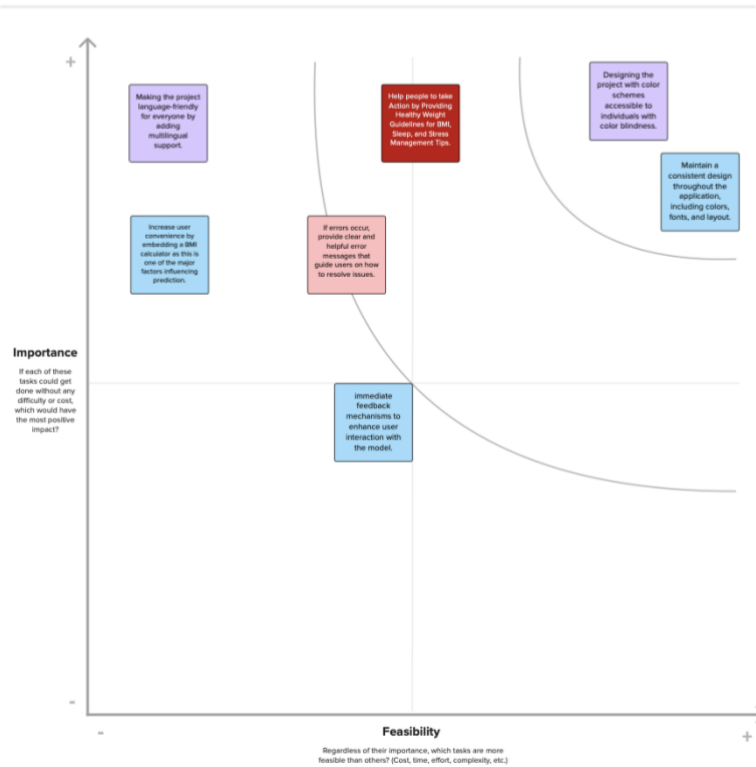 +
Making the project
language-friendly
for everyone by
adding
multilingual
support.
Help people to take
Action by Providing
Healthy Weight
Guidelines for BMI,
Sleep, and Stress
Management Tips.
Designing the
project with color
schemes
accessible to
individuals with
color blindness.
Maintain a
consistent design
throughout the
application,
including colors,
fonts, and layout.
Increase user
convenience by
embedding a BMI
calculator as this is
one of the major
factors influencing
prediction.
If errors occur,
provide clear and
helpful error
messages that
guide users on how
to resolve issues.
Importance
If each of these
tasks could get
done without any
difficulty or cost,
which would have
the most positive
impact?
immediate
feedback
mechanisms to
enhance user
interaction with
the model.
-
-
Feasibility
+
Regardless of their importance, which tasks are more
feasible than others? (Cost, time, effort, complexity, etc.)